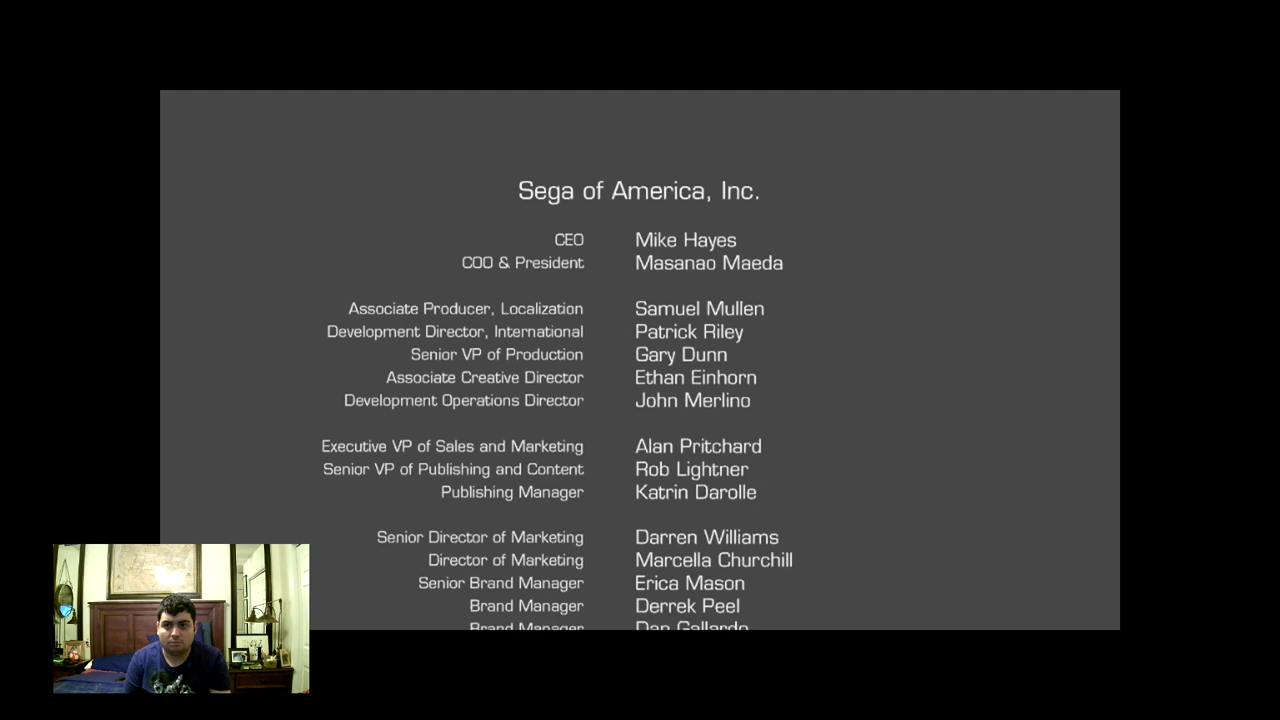 Sega of America, Inc.
CEO Mike Hayes
COO & President Masanao Maeda
Associate Producer, Localization Samuel Mullen
Development Director, International Patrick Riley
Senior VP of Production Gary Dunn
Associate Creative Director Ethan Einhorn
Development Operations Director John Merlino
Executive VP of Sales and Marketing Alan Pritchard
Senior VP of Publishing and Content Rob Lightner
Publishing Manager Katrin Darolle
Senior Director of Marketing Darren Williams
Director of Marketing Marcella Churchill
Senior Brand Manager Erica Mason
Brand Manager Derrek Peel
Brand Manager Dan Gallardo